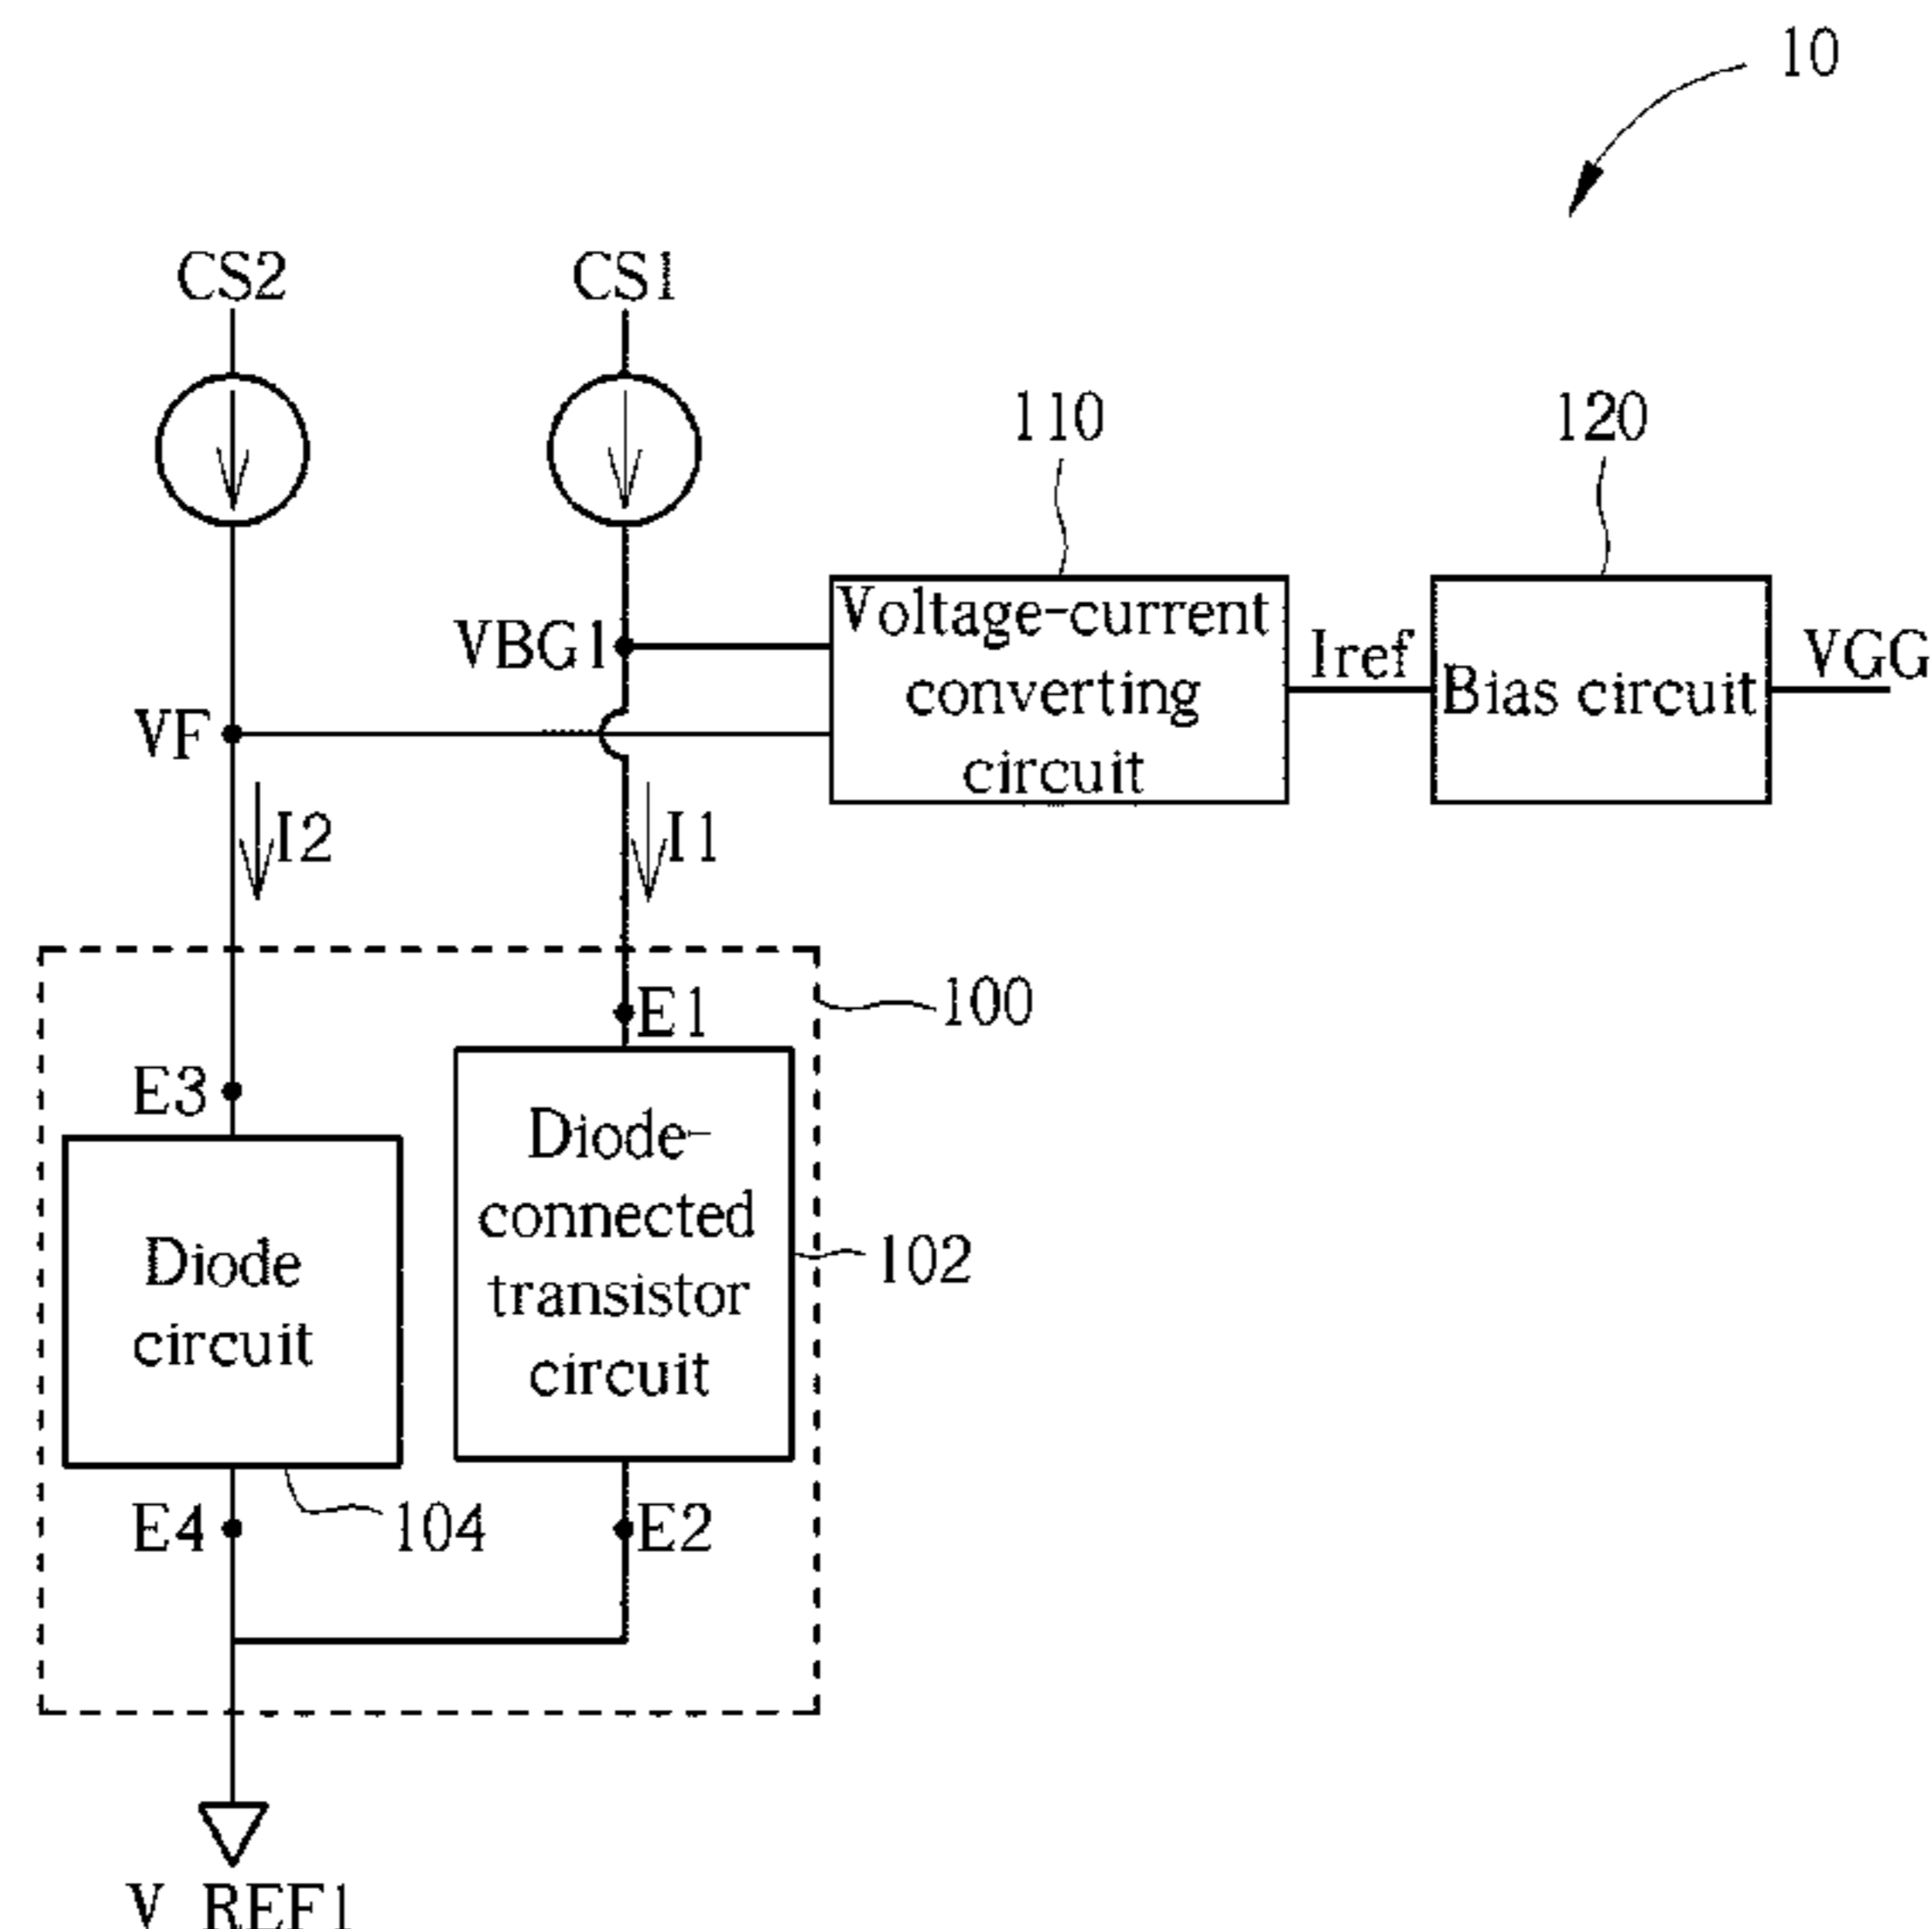 10
CS2
CS1
110
120
Voltage-current
converting
circuit
VBG1
Iref
Bias circuit
VGG
VF
I2
I1
100
E1
E3
Diode-
connected
transistor
circuit
102
Diode
circuit
E4
104
E2
V_REF1